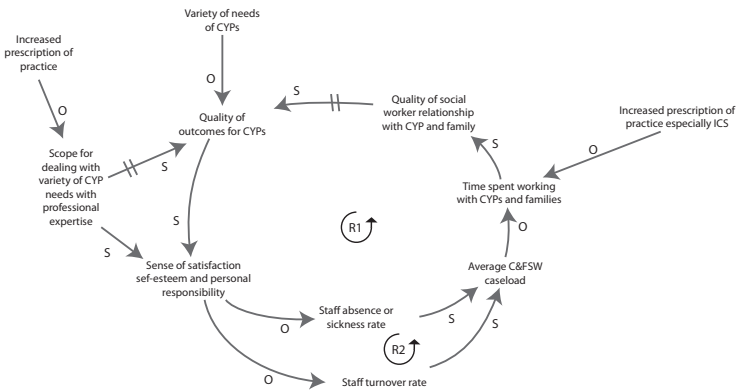 Variety of needs
of CYPs
Increased
prescription of
practice
O
O
Quality of
outcomes for CYPs
S
Quality of social
worker relationship
with CYP and family
Increased prescription of
practice especially ICS
O
S
Scope for
dealing with
variety of CYP
needs with
professional
expertise
S
Time spent working
with CYPs and families
S
S
R1
O
Sense of satisfaction
sef-esteem and personal
responsibility
Average C&FSW
caseload
Staff absence or
sickness rate
O
S
S
R2
O
Staff turnover rate